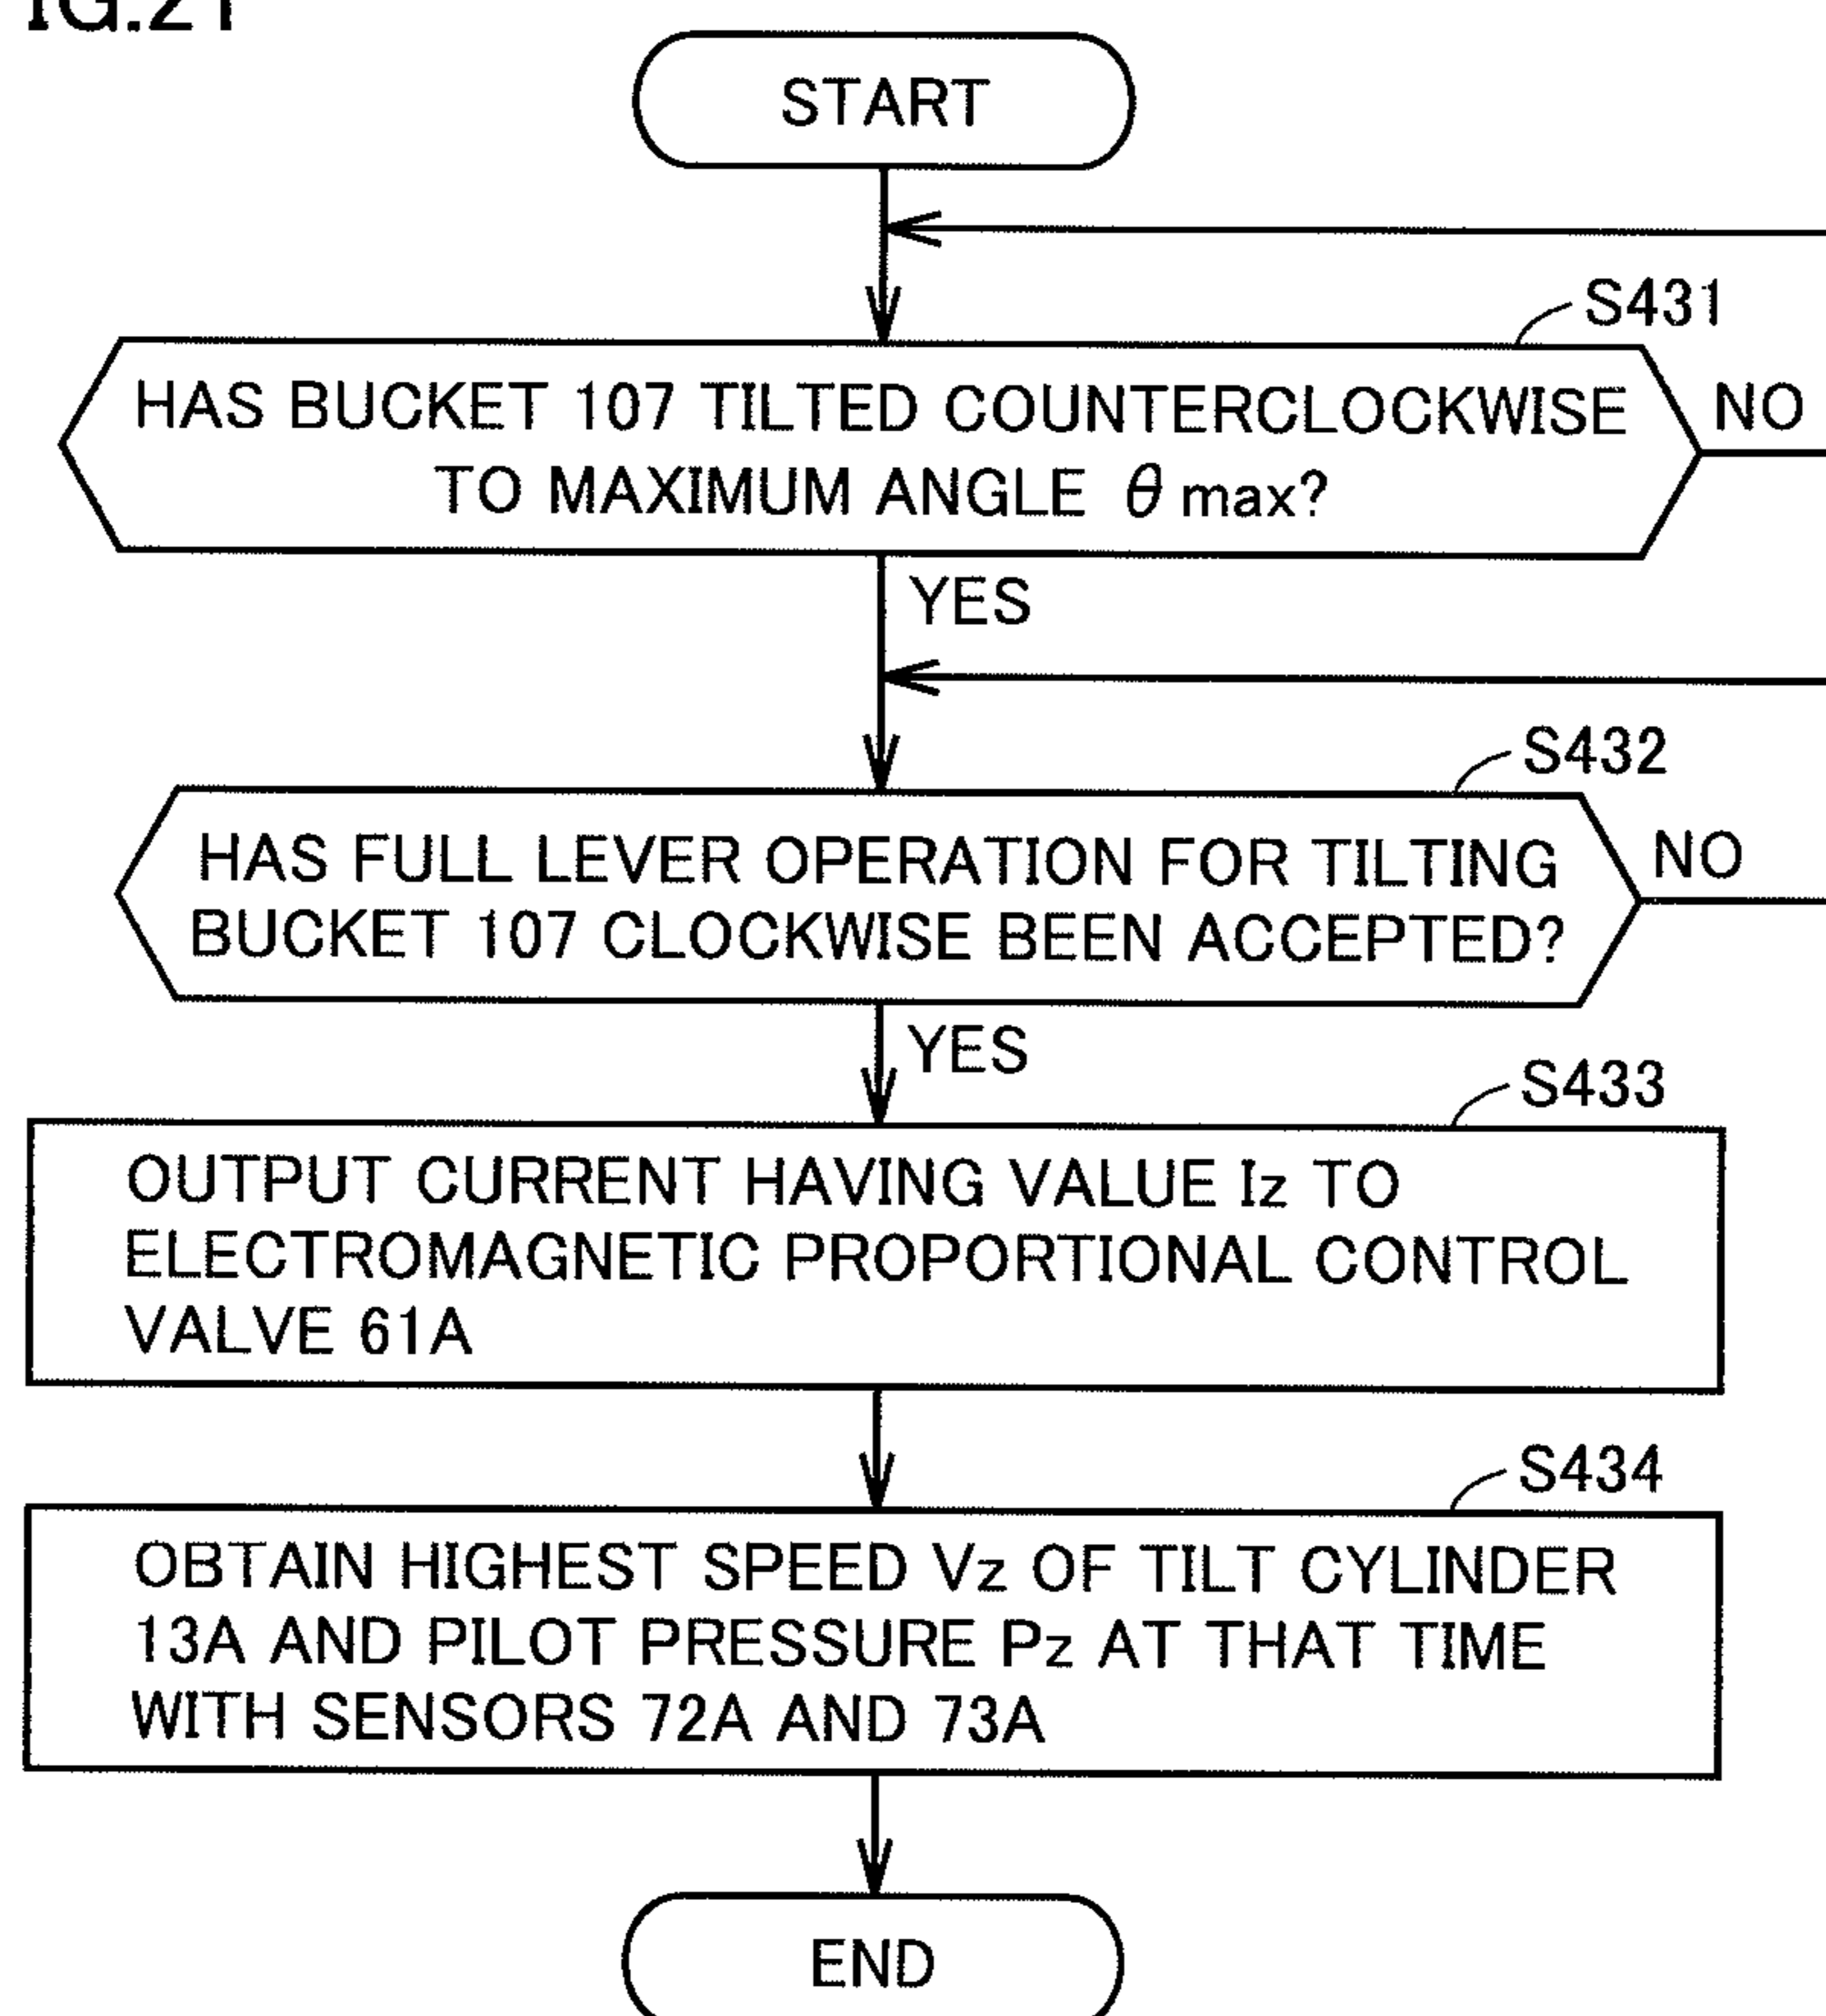 IG.21
START
S431
HAS BUCKET 107 TILTED COUNTERCLOCKWISE
TO MAXIMUM ANGLE θ max?
NO
YES
S432
HAS FULL LEVER OPERATION FOR TILTING
BUCKET 107 CLOCKWISE BEEN ACCEPTED?
NO
YES
S433
OUTPUT CURRENT HAVING VALUE Iz TO
ELECTROMAGNETIC PROPORTIONAL CONTROL
VALVE 61A
S434
OBTAIN HIGHEST SPEED Vz OF TILT CYLINDER
13A AND PILOT PRESSURE Pz AT THAT TIME
WITH SENSORS 72A AND 73A
END